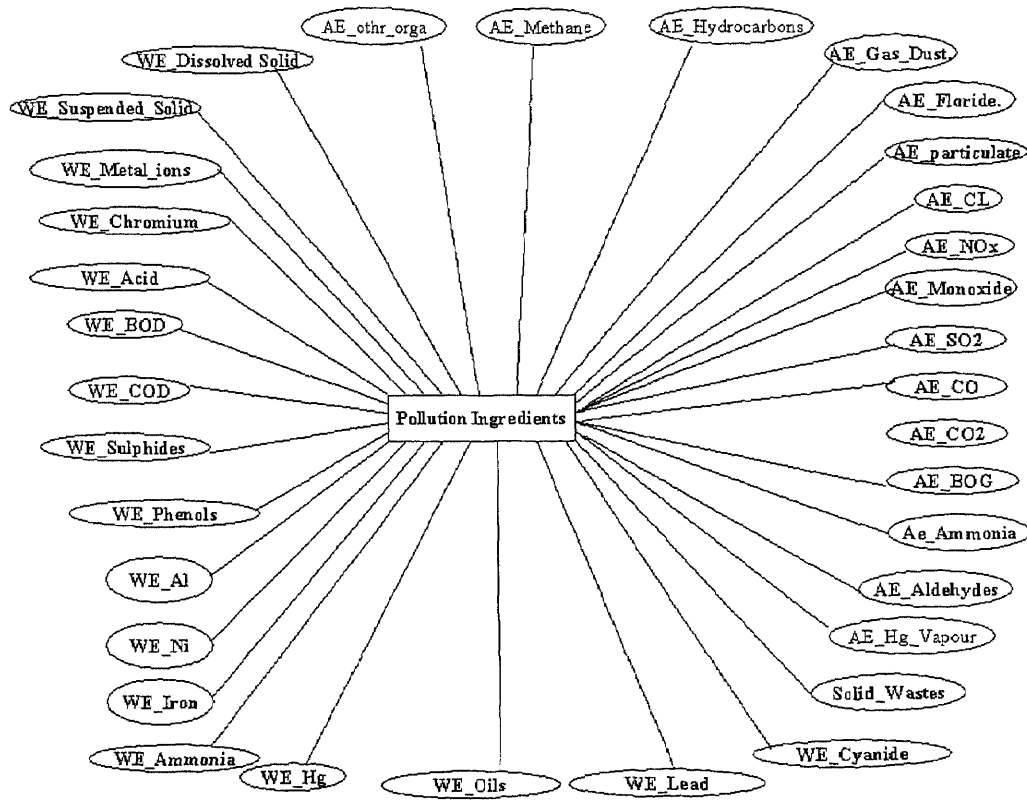 AE_othr_orga
AE_Methane
AE_Hydrocarbons
WE_Dissolved Solid
AE_Gas_Dust.
WE_Suspended_Solid
AE_Floride.
WE_Metal_ions
AE_particulate
WE_Chromium
AE_CL
AE_NOx
WE_Acid
AE_Monoxide
WE_BOD
AE_SO2
WE_COD
AE_CO
Pollution Ingredients
AE_CO2
WE_Sulphides
AE_BOG
WE_Phenols
Ae_Ammonia
WE_Al
AE_Aldehydes
WE_Ni
AE_Hg_Vapour
WE_Iron
Solid_Wastes
WE_Ammonia
WE_Cyanide
WE_Hg
WE_Oils
WE_Lead